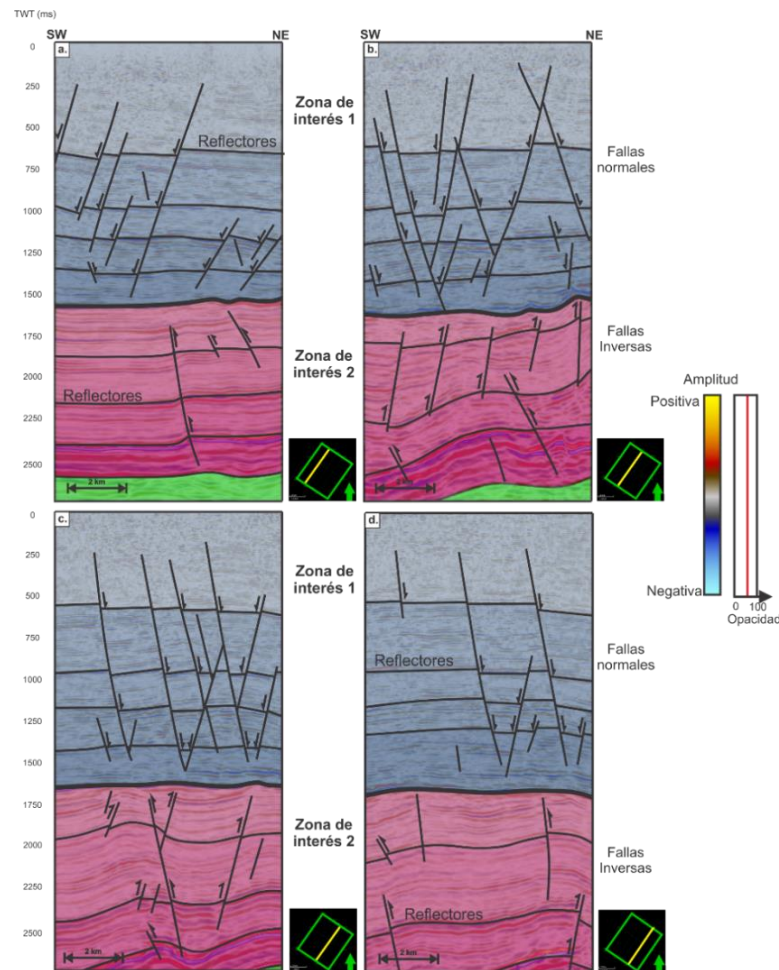 TWT (ms)
SW
NE
SW
NE
0
a.
b.
250
Zona de
interés 1
500
Reflectores
Fallas
normales
750
1000
1250
1500
1750
Fallas
Inversas
Zona de
interés 2
2000
Amplitud
Reflectores
Positiva
2250
2500
2 km
2 km
0
c.
d.
250
Zona de
interés 1
Negativa
0
100
Opacidad
500
750
Reflectores
Fallas
normales
1000
1250
1500
1750
Zona de
interés 2
2000
Fallas
Inversas
2250
Reflectores
2500
2 km
2 km